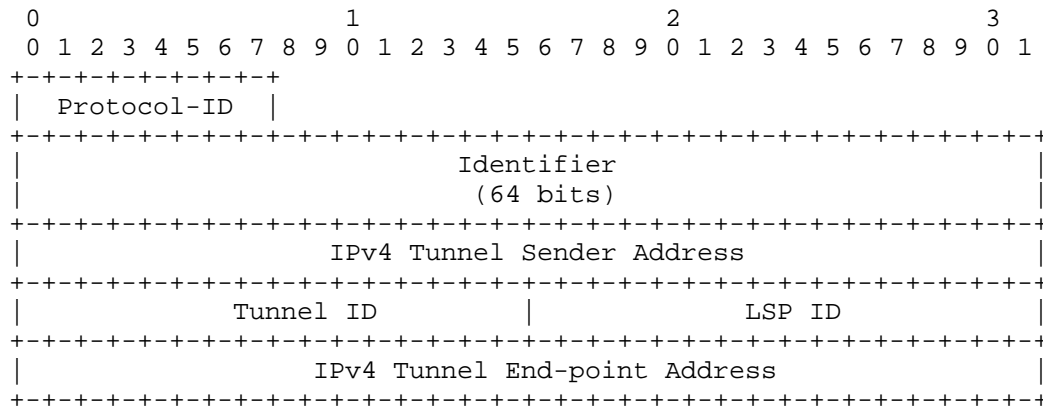 0                   1                   2                   3
 0 1 2 3 4 5 6 7 8 9 0 1 2 3 4 5 6 7 8 9 0 1 2 3 4 5 6 7 8 9 0 1
+-+-+-+-+-+-+-+-+
|  Protocol-ID  |
+-+-+-+-+-+-+-+-+-+-+-+-+-+-+-+-+-+-+-+-+-+-+-+-+-+-+-+-+-+-+-+-+
|                           Identifier                          |
|                            (64 bits)                          |
+-+-+-+-+-+-+-+-+-+-+-+-+-+-+-+-+-+-+-+-+-+-+-+-+-+-+-+-+-+-+-+-+
|                   IPv4 Tunnel Sender Address                  |
+-+-+-+-+-+-+-+-+-+-+-+-+-+-+-+-+-+-+-+-+-+-+-+-+-+-+-+-+-+-+-+-+
|             Tunnel ID         |             LSP ID            |
+-+-+-+-+-+-+-+-+-+-+-+-+-+-+-+-+-+-+-+-+-+-+-+-+-+-+-+-+-+-+-+-+
|                  IPv4 Tunnel End-point Address                |
+-+-+-+-+-+-+-+-+-+-+-+-+-+-+-+-+-+-+-+-+-+-+-+-+-+-+-+-+-+-+-+-+